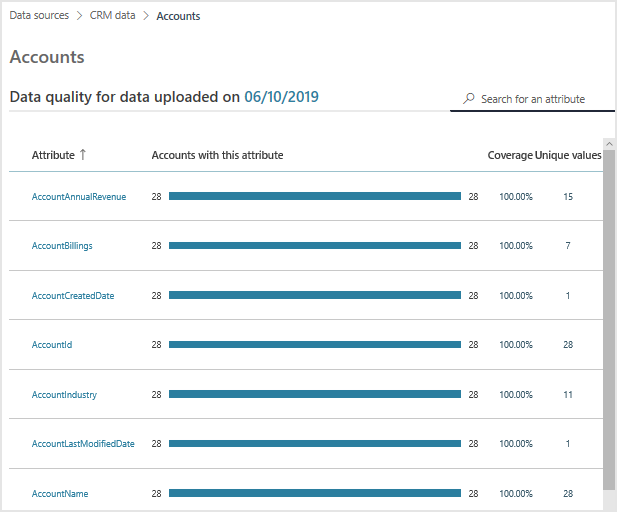 Data sources > CRM data > Accounts
Accounts
Data quality for data uploaded on 06/10/2019
Search for an attribute
Attribute ↑ Accounts with this attribute Coverage Unique values
AccountAnnualRevenue 28 28 100.00% 15
AccountBillings 28 28 100.00% 7
AccountCreatedDate 28 28 100.00% 1
AccountId 28 28 100.00% 28
AccountIndustry 28 28 100.00% 11
AccountLastModifiedDate 28 28 100.00% 1
AccountName 28 28 100.00% 28